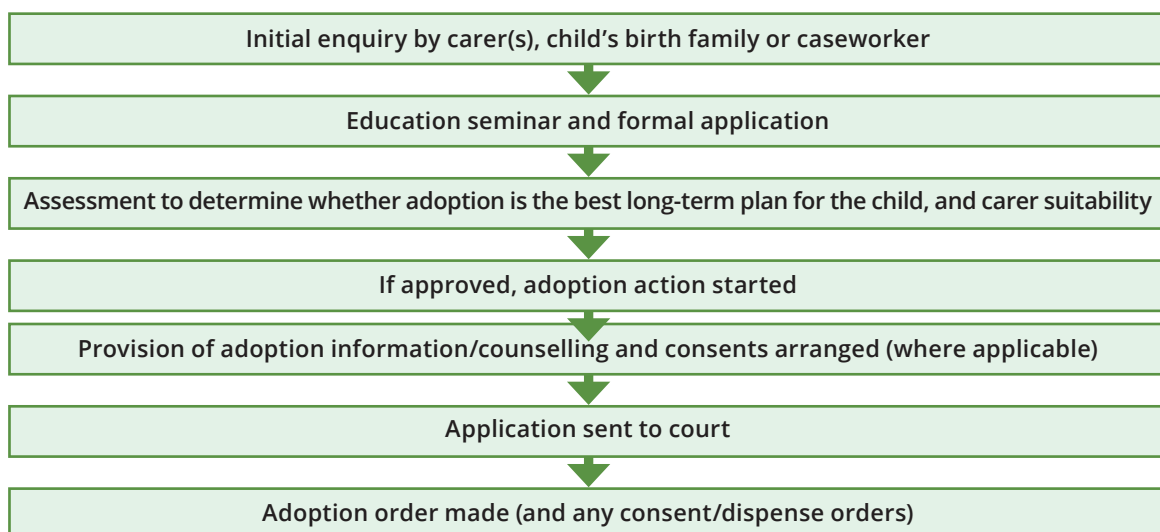 Initial enquiry by carer(s), child’s birth family or caseworker
Education seminar and formal application
Assessment to determine whether adoption is the best long-term plan for the child, and carer suitability
If approved, adoption action started
Provision of adoption information/counselling and consents arranged (where applicable)
Application sent to court
Adoption order made (and any consent/dispense orders)